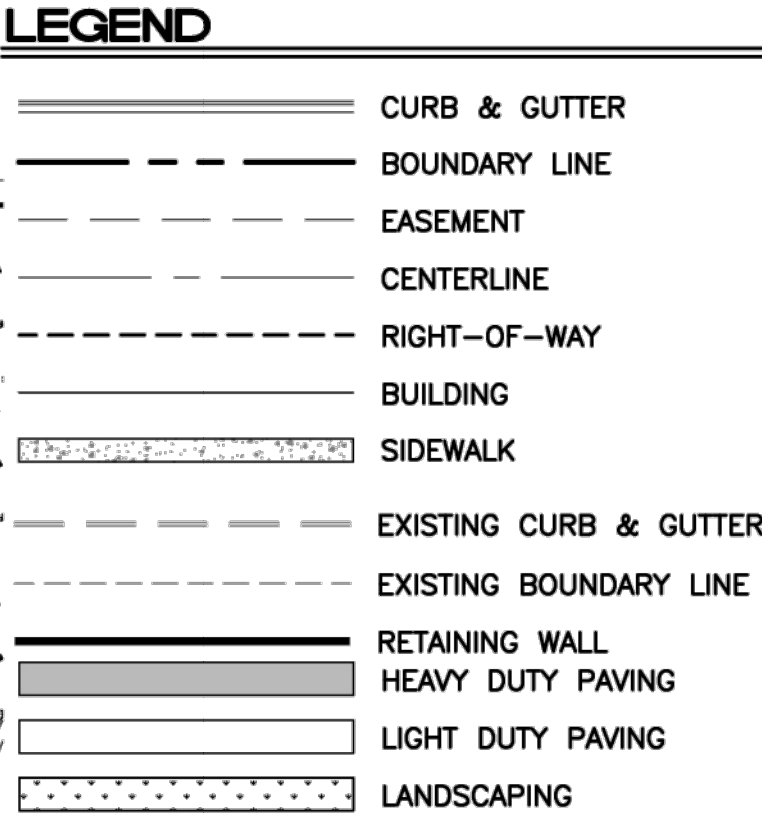 LEGEND
CURB & GUTTER
BOUNDARY LINE
EASEMENT
CENTERLINE
RIGHT-OF-WAY
BUILDING
SIDEWALK
EXISTING CURB & GUTTER
EXISTING BOUNDARY LINE
RETAINING WALL
HEAVY DUTY PAVING
LIGHT DUTY PAVING
LANDSCAPING